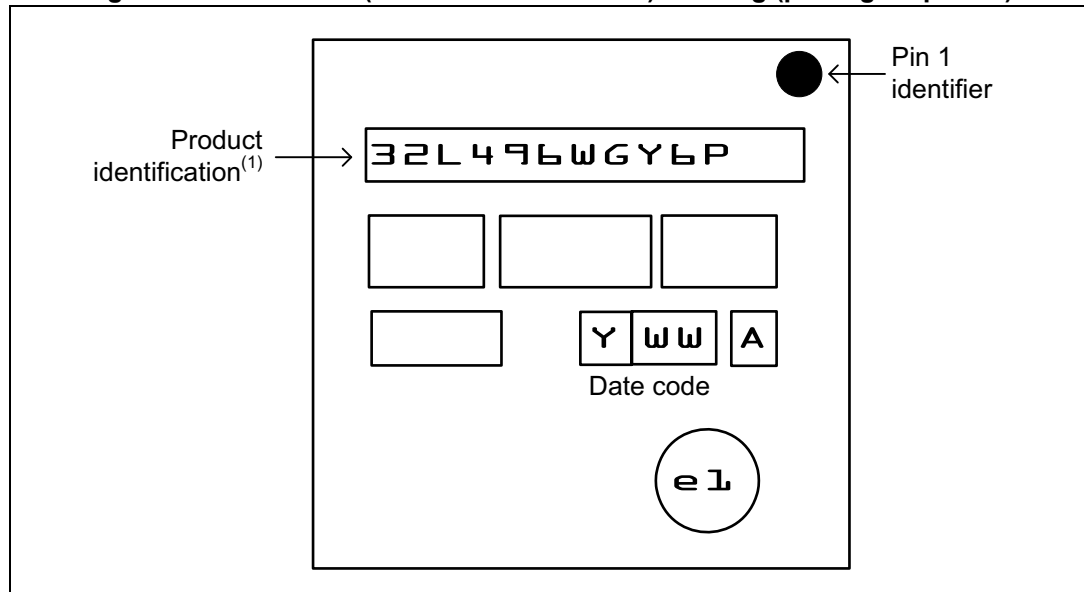 Pin 1
identifier
Product
identification(1)
32L496WGY6P
Y WW A
Date code
e1